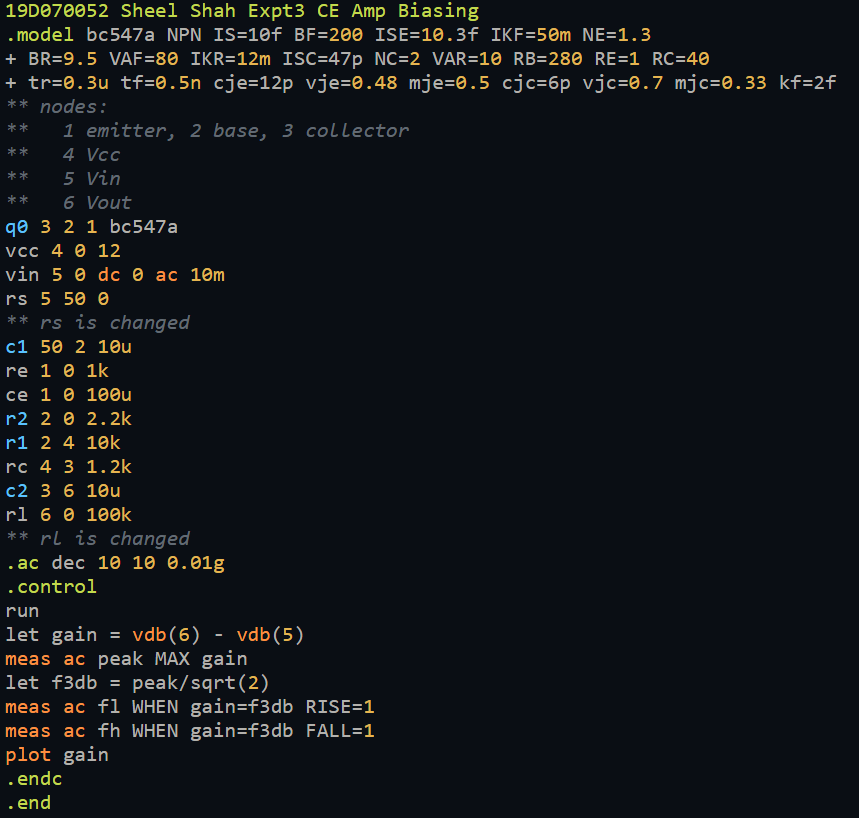 19D070052 Sheel Shah Expt3 CE Amp Biasing
.model bc547a NPN IS=10f BF=200 ISE=10.3f IKF=50m NE=1.3
+ BR=9.5 VAF=80 IKR=12m ISC=47p NC=2 VAR=10 RB=280 RE=1 RC=40
+ tr=0.3u tf=0.5n cje=12p vje=0.48 mje=0.5 cjc=6p vjc=0.7 mjc=0.33 kf=2f
** nodes:
**   1 emitter, 2 base, 3 collector
**   4 Vcc
**   5 Vin
**   6 Vout
q0 3 2 1 bc547a
vcc 4 0 12
vin 5 0 dc 0 ac 10m
rs 5 50 0
** rs is changed
c1 50 2 10u
re 1 0 1k
ce 1 0 100u
r2 2 0 2.2k
r1 2 4 10k
rc 4 3 1.2k
c2 3 6 10u
rl 6 0 100k
** rl is changed
.ac dec 10 10 0.01g
.control
run
let gain = vdb(6) - vdb(5)
meas ac peak MAX gain
let f3db = peak/sqrt(2)
meas ac fl WHEN gain=f3db RISE=1
meas ac fh WHEN gain=f3db FALL=1
plot gain
.endc
.end